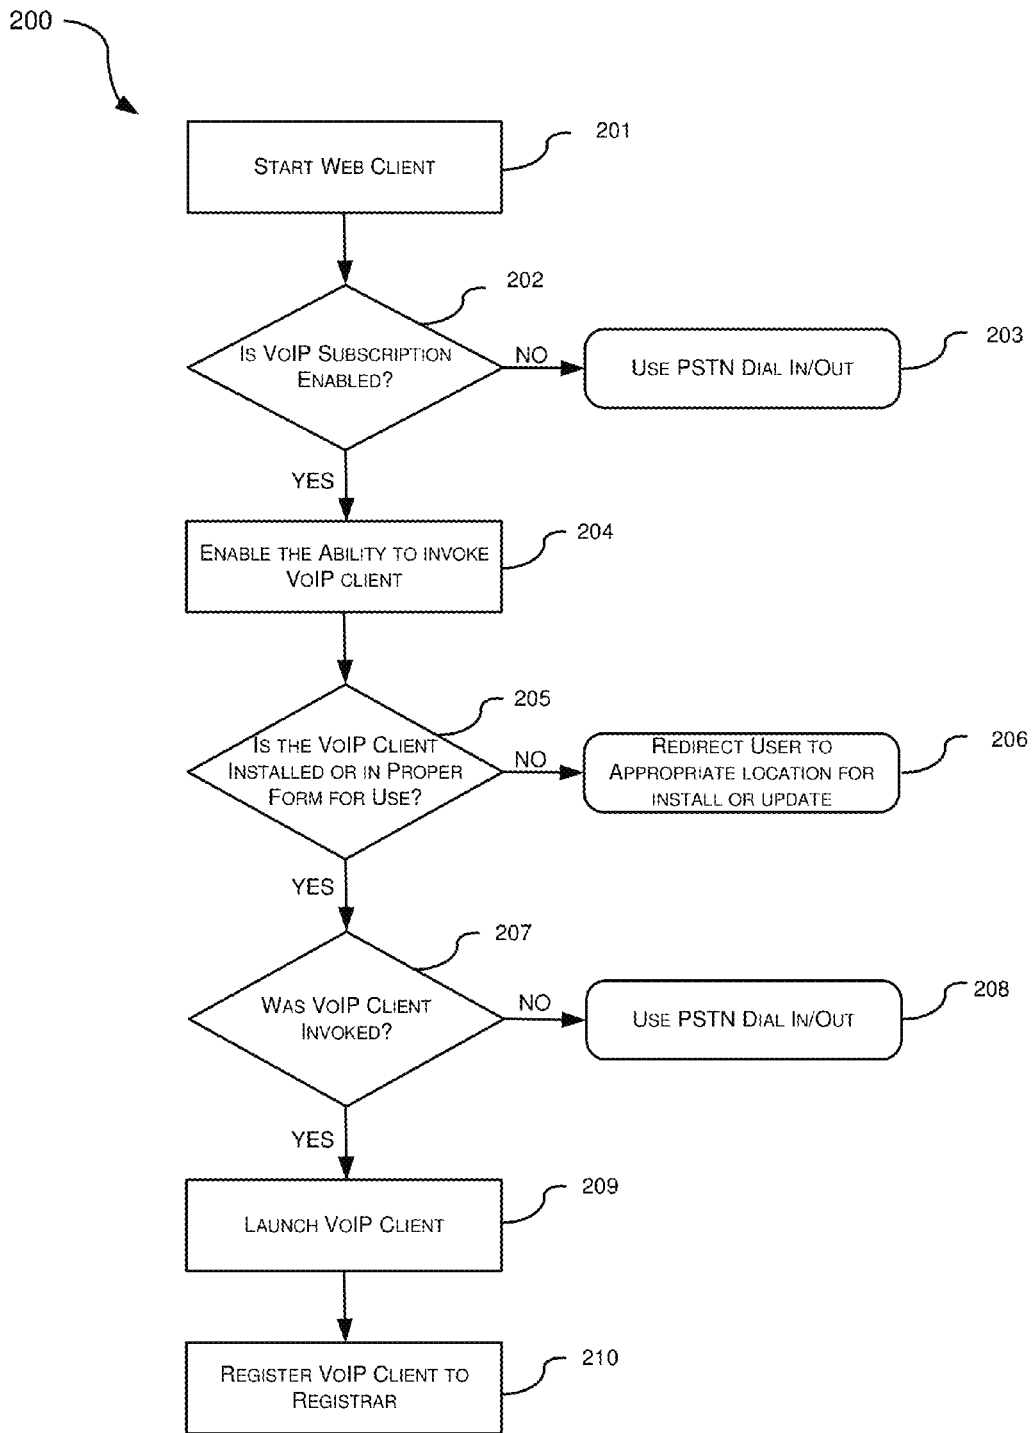 200
201
START WEB CLIENT
202
IS VOIP SUBSCRIPTION
ENABLED?
NO
203
USE PSTN DIAL IN/OUT
YES
204
ENABLE THE ABILITY TO INVOKE
VOIP CLIENT
205
IS THE VOIP CLIENT
INSTALLED OR IN PROPER
FORM FOR USE?
NO
206
REDIRECT USER TO
APPROPRIATE LOCATION FOR
INSTALL OR UPDATE
YES
207
WAS VOIP CLIENT
INVOKED?
NO
208
USE PSTN DIAL IN/OUT
YES
209
LAUNCH VOIP CLIENT
210
REGISTER VOIP CLIENT TO
REGISTRAR